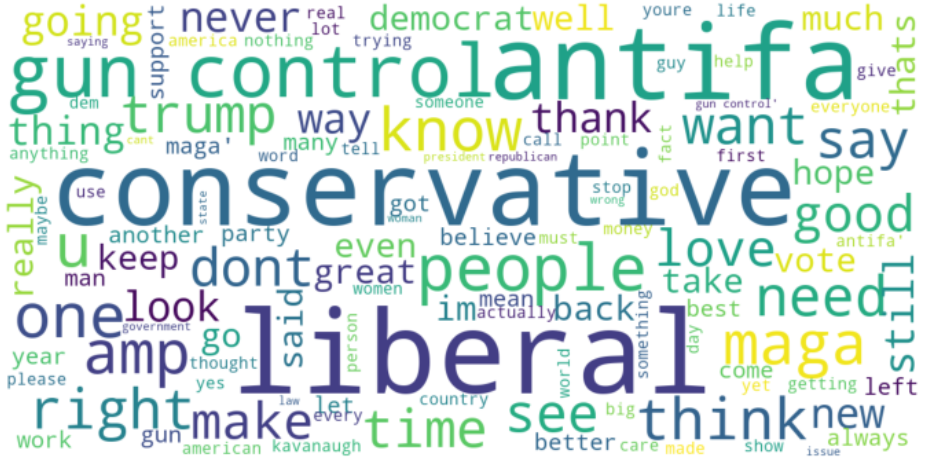 going
saying
never
real
lot
democrat
well
youre
life
much
america
nothing
trying
support
guy
help
give
thats
gun control
antifa
dem
trump
someone
gun control'
everyone
thing
way
know
thank
want
say
anything
cant
maga'
word
many
tell
call
point
fact
first
president
republican
conservative
use
state
got
woman
stop
wrong
god
hope
good
really
maybe
another
party
even
believe
must
money
love
antifa'
vote
u
keep
dont
great
people
take
need
still
man
women
one
look
said
im
mean
actually
back
something
best
day
government
amp
go
liberal
person
world
maga
year
thought
come
please
yes
yet
getting
left
right
make
law
every
let
country
time
see
big
think
new
work
gun
american
kavanaugh
better
care
made
show
issue
always